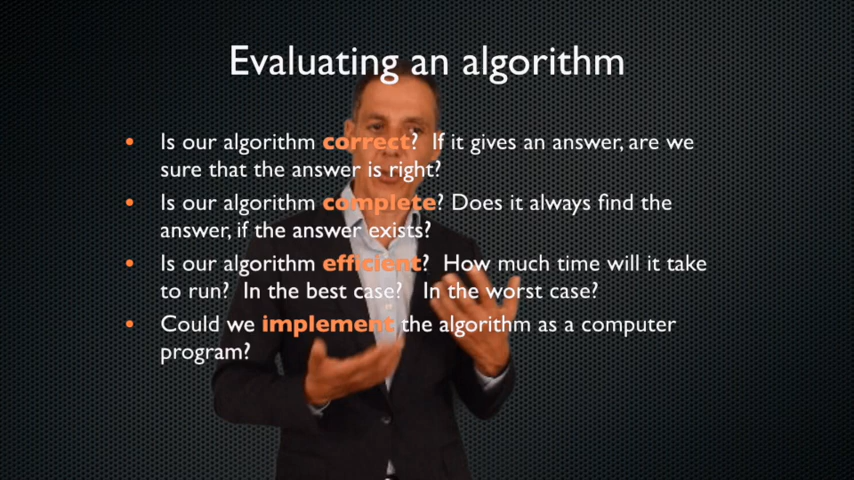 Evaluating an algorithm
• Is our algorithm correct? If it gives an answer, are we
sure that the answer is right?
• Is our algorithm complete? Does it always find the
answer, if the answer exists?
• Is our algorithm efficient? How much time will it take
to run? In the best case? In the worst case?
• Could we implement the algorithm as a computer
program?